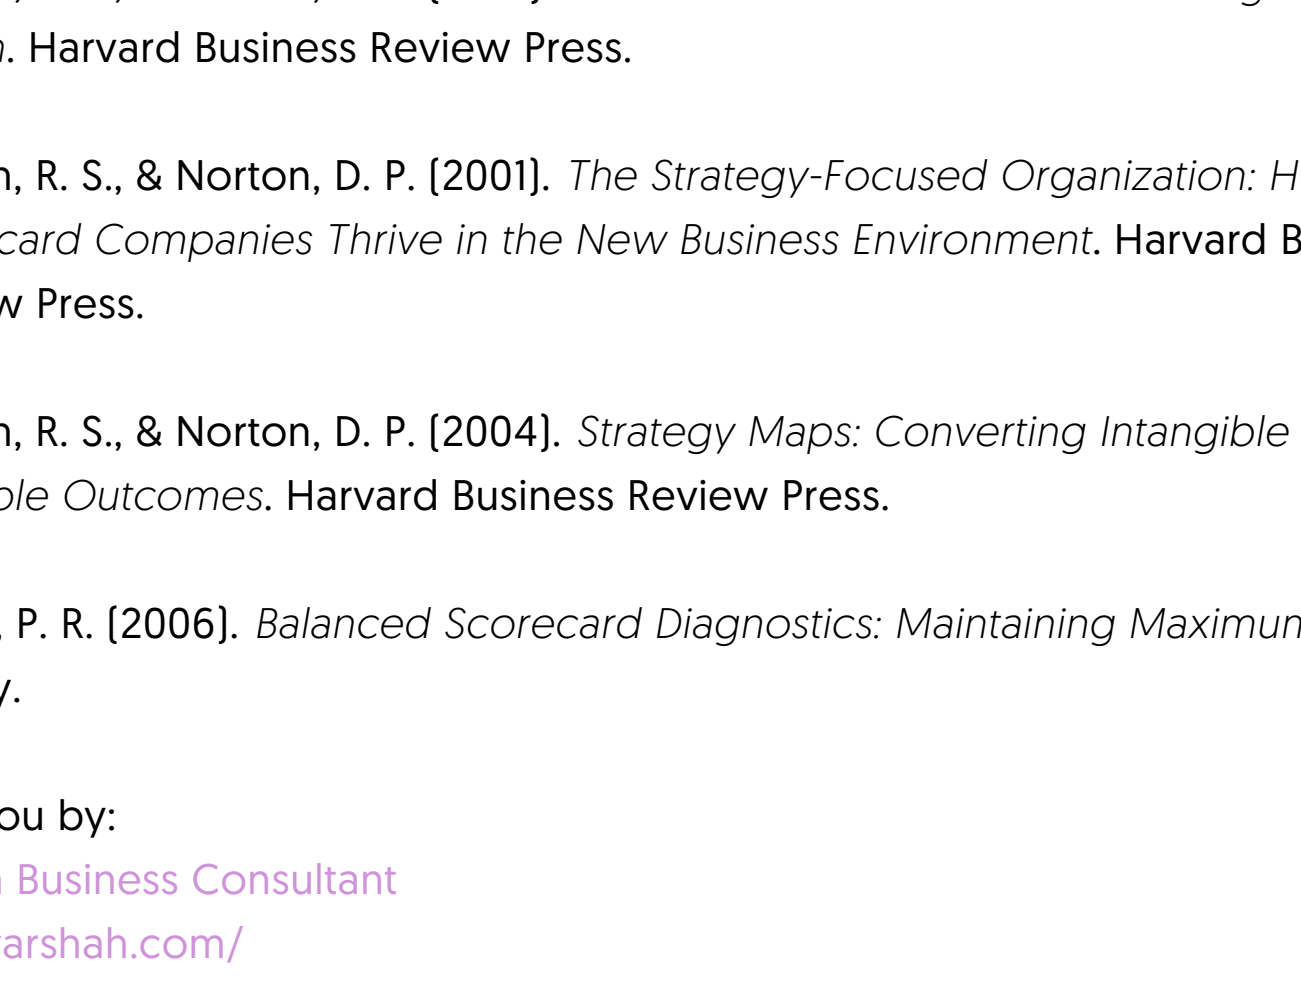 . Harvard Business Review Press.
R. S., & Norton, D. P. (2001). The Strategy-Focused Organization:
card Companies Thrive in the New Business Environment. Harvard
Press.
R. S., & Norton, D. P. (2004). Strategy Maps: Converting Intangible
Outcomes. Harvard Business Review Press.
P. R. (2006). Balanced Scorecard Diagnostics: Maintaining
y.
ou by:
Business Consultant
arshah.com/